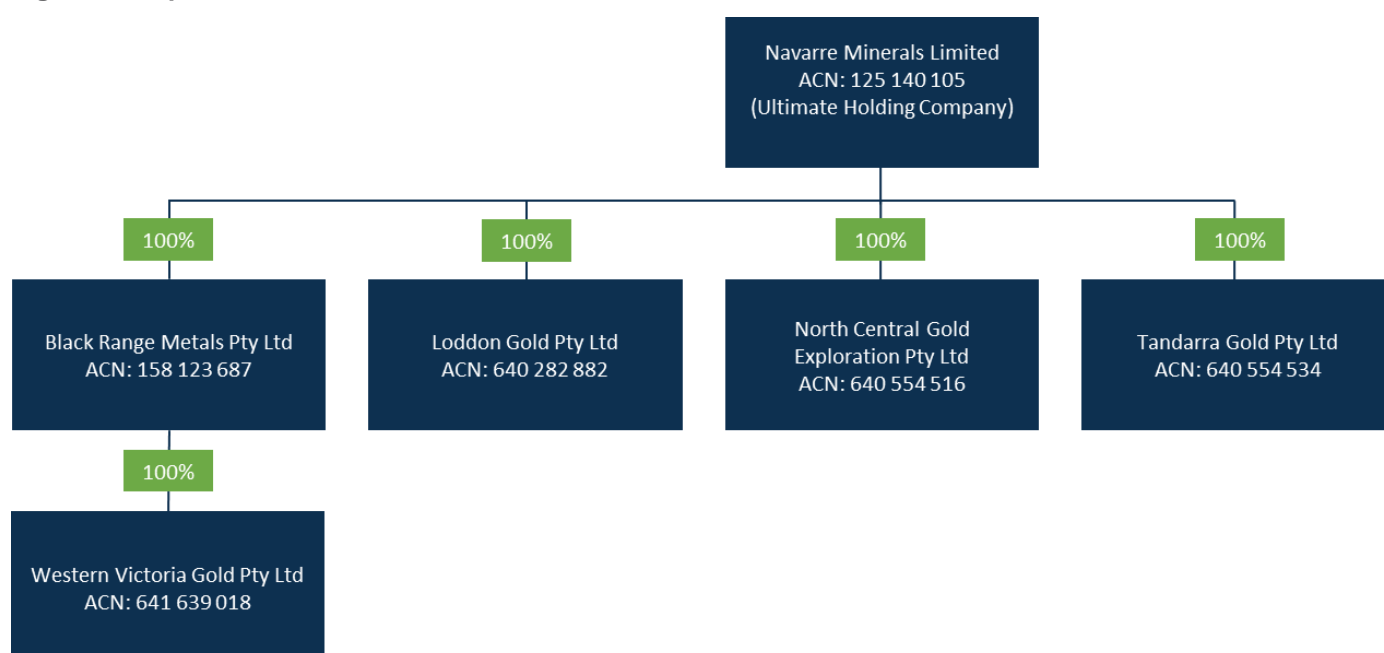 Navarre Minerals Limited
ACN: 125 140 105
(Ultimate Holding Company)
100%
100%
100%
100%
Black Range Metals Pty Ltd
ACN: 158 123 687
Loddon Gold Pty Ltd
ACN: 640 282 882
North Central Gold
Exploration Pty Ltd
ACN: 640 554 516
Tandarra Gold Pty Ltd
ACN: 640 554 534
100%
Western Victoria Gold Pty Ltd
ACN: 641 639 018